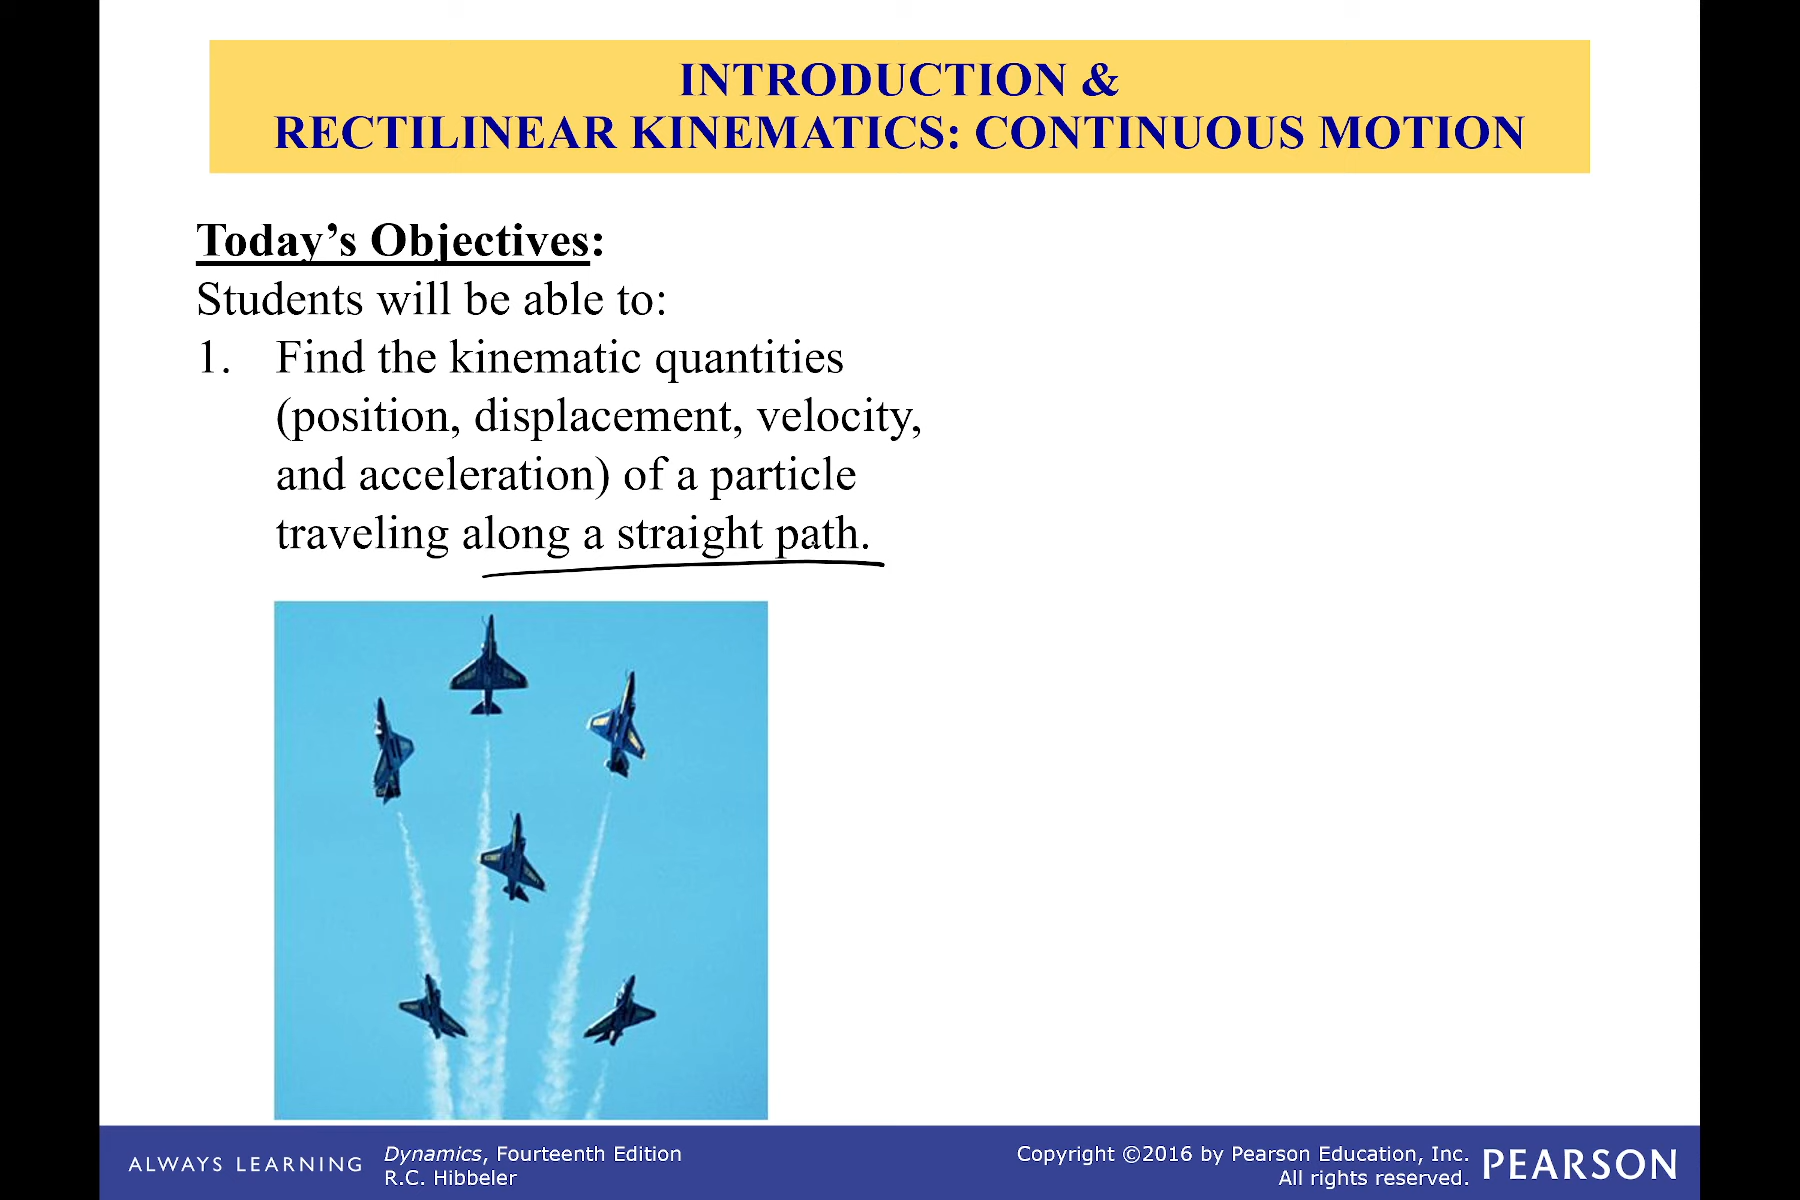 INTRODUCTION &
RECTILINEAR KINEMATICS: CONTINUOUS MOTION
Today’s Objectives:
Students will be able to:
1. Find the kinematic quantities
(position, displacement, velocity,
and acceleration) of a particle
traveling along a straight path.
ALWAYS LEARNING
Dynamics, Fourteenth Edition
R.C. Hibbeler
Copyright ©2016 by Pearson Education, Inc.
All rights reserved.
PEARSON